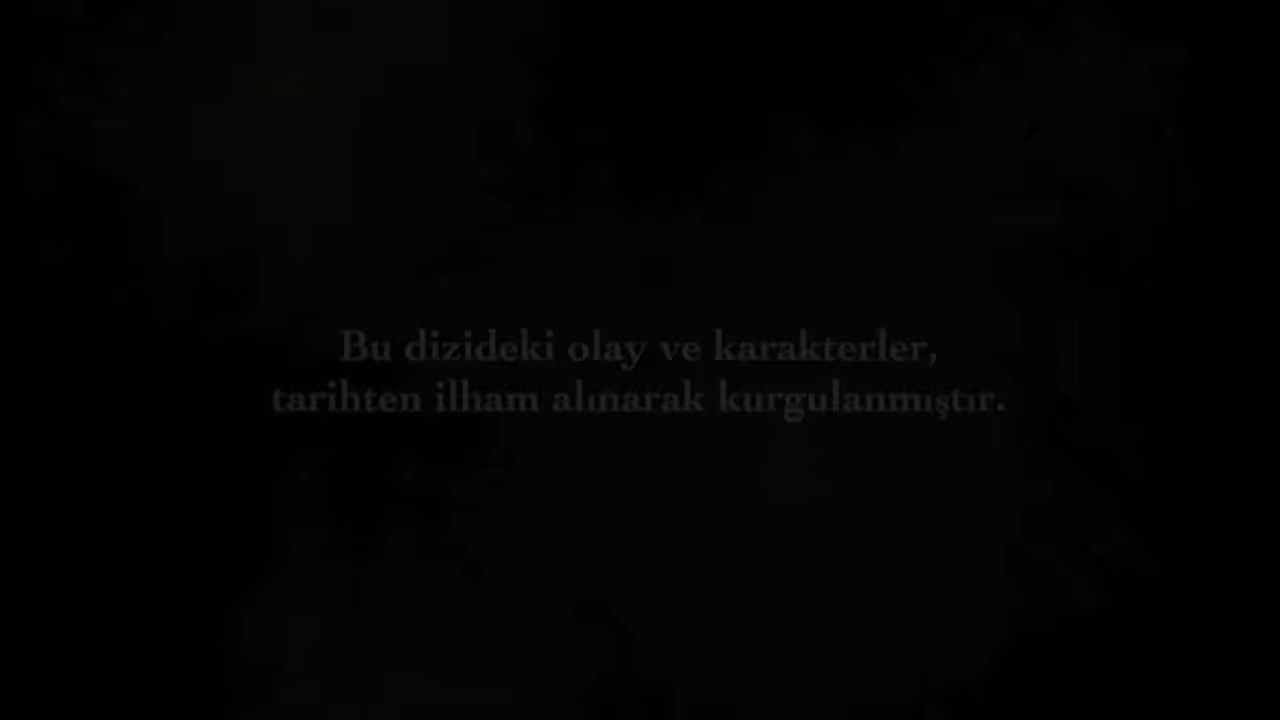 Bu dizideki olay ve karakterler,
tarihten ilham alınarak kurgulanmıştır.